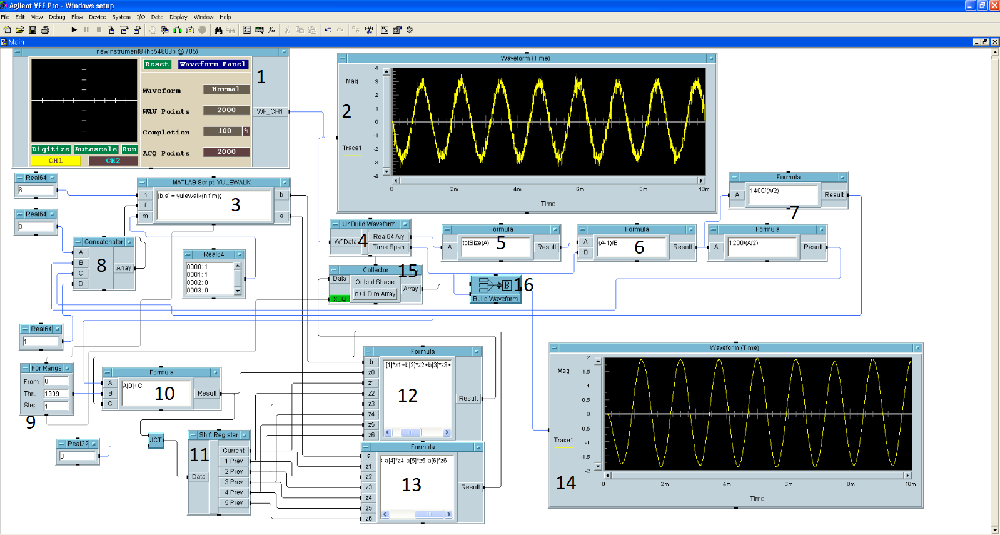 Agilent VEE Pro - Windows setup
File Edit View Debug Flow Device System I/O Data Display Window Help
Main
newInstrument8 (hp54603b @ 705)
Reset Waveform Panel
Waveform Normal
WAV Points 2000
Completion 100 %
ACQ Points 2000
Digitize Autoscale Run
CH1 CH2
WF_CH1
1
Waveform (Time)
Mag
2
Trace1
4
3
2
1
0
-1
-2
-3
-4
0 2m 4m 6m 10m
Time
Real64
6
Real64
0
MATLAB Script: YULEWALK
n
f
m
[b,a] = yulewalk(n,f,m);
3
b
a
Concatenator
A
B
C
D
8
Array
Real64
0000: 1
0001: 1
0002: 0
0003: 0
UnBuild Waveform
Wf Data
4
Real64 Ary
Time Span
Formula
A
totSize(A)
5
Result
Formula
A
B
(A-1)/B
6
Result
Formula
A
1400/(A/2)
Result
7
Formula
A
1200/(A/2)
Result
Collector
15
Data
XEQ
Output Shape
n+1 Dim Array
Array
B
16
Build Waveform
Real64
1
For Range
From 0
Thru 1999
Step 1
9
Formula
A
B
C
A[B]+C
10
Result
Real32
0
JCT
Shift Register
11
Data
Current
1 Prev
2 Prev
3 Prev
4 Prev
5 Prev
Formula
b
z0
z1
z2
z3
z4
z5
z6
[1]*z1+b[2]*z2+b[3]*z3+
12
Result
Formula
a
z1
z2
z3
z4
z5
z6
-a[4]*z4-a[5]*z5-a[6]*z6
13
Result
Waveform (Time)
Mag
Trace1
14
2
1.5
1
0.5
0
-0.5
-1
-1.5
-2
0 2m 4m 6m 8m 10m
Time